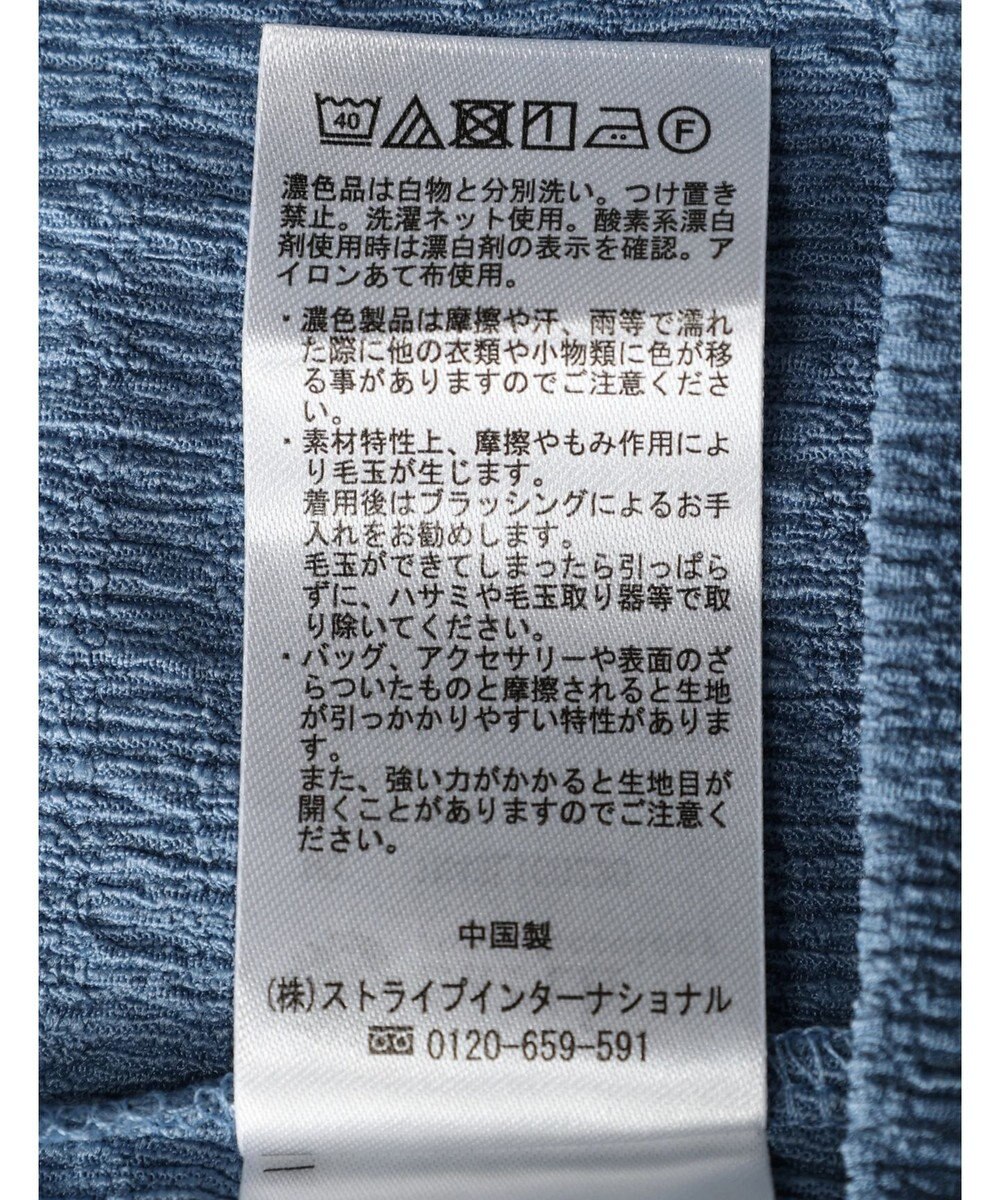 40 F
濃色品は白物と分別洗い。つけ置き
禁止。洗濯ネット使用。酸素系漂白
剤使用時は漂白剤の表示を確認。ア
イロンあて布使用。
・濃色製品は摩擦や汗、雨等で濡れ
た際に他の衣類や小物類に色が移
る事がありますのでご注意くださ
い。
・素材特性上、摩擦やもみ作用によ
り毛玉が生じます。
着用後はブラッシングによるお手
入れをお勧めします。
毛玉ができてしまったら引っぱら
ずに、ハサミや毛玉取り器等で取
り除いてください。
・バッグ、アクセサリーや表面のざ
らついたものと摩擦されると生地
が引っかかりやすい特性がありま
す。
また、強い力がかかると生地目が
開くことがありますのでご注意く
ださい。
中国製
(株)ストライプインターナショナル
0120-659-591